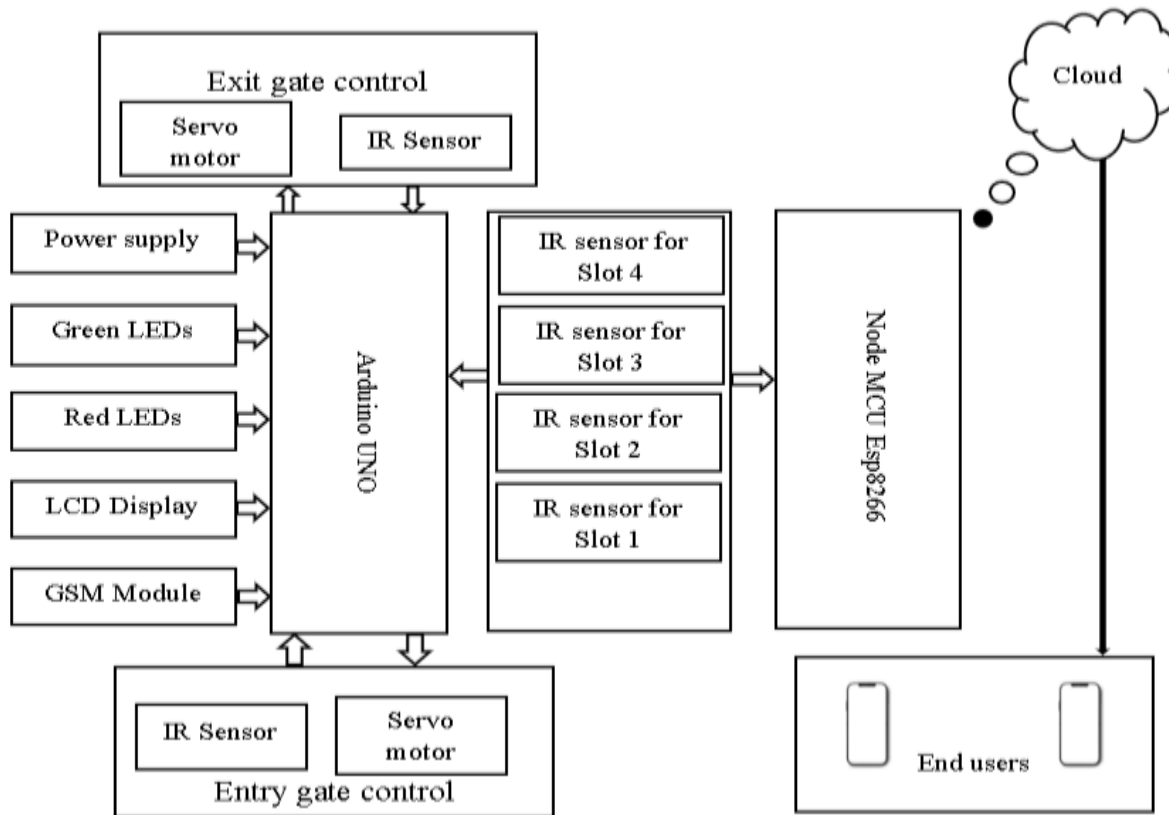 Exit gate control
Servo
motor
IR Sensor
Cloud
Power supply
Green LEDs
Red LEDs
LCD Display
GSM Module
Arduino UNO
IR sensor for
Slot 4
IR sensor for
Slot 3
IR sensor for
Slot 2
IR sensor for
Slot 1
Node MCU Esp8266
IR Sensor
Servo
motor
Entry gate control
End users